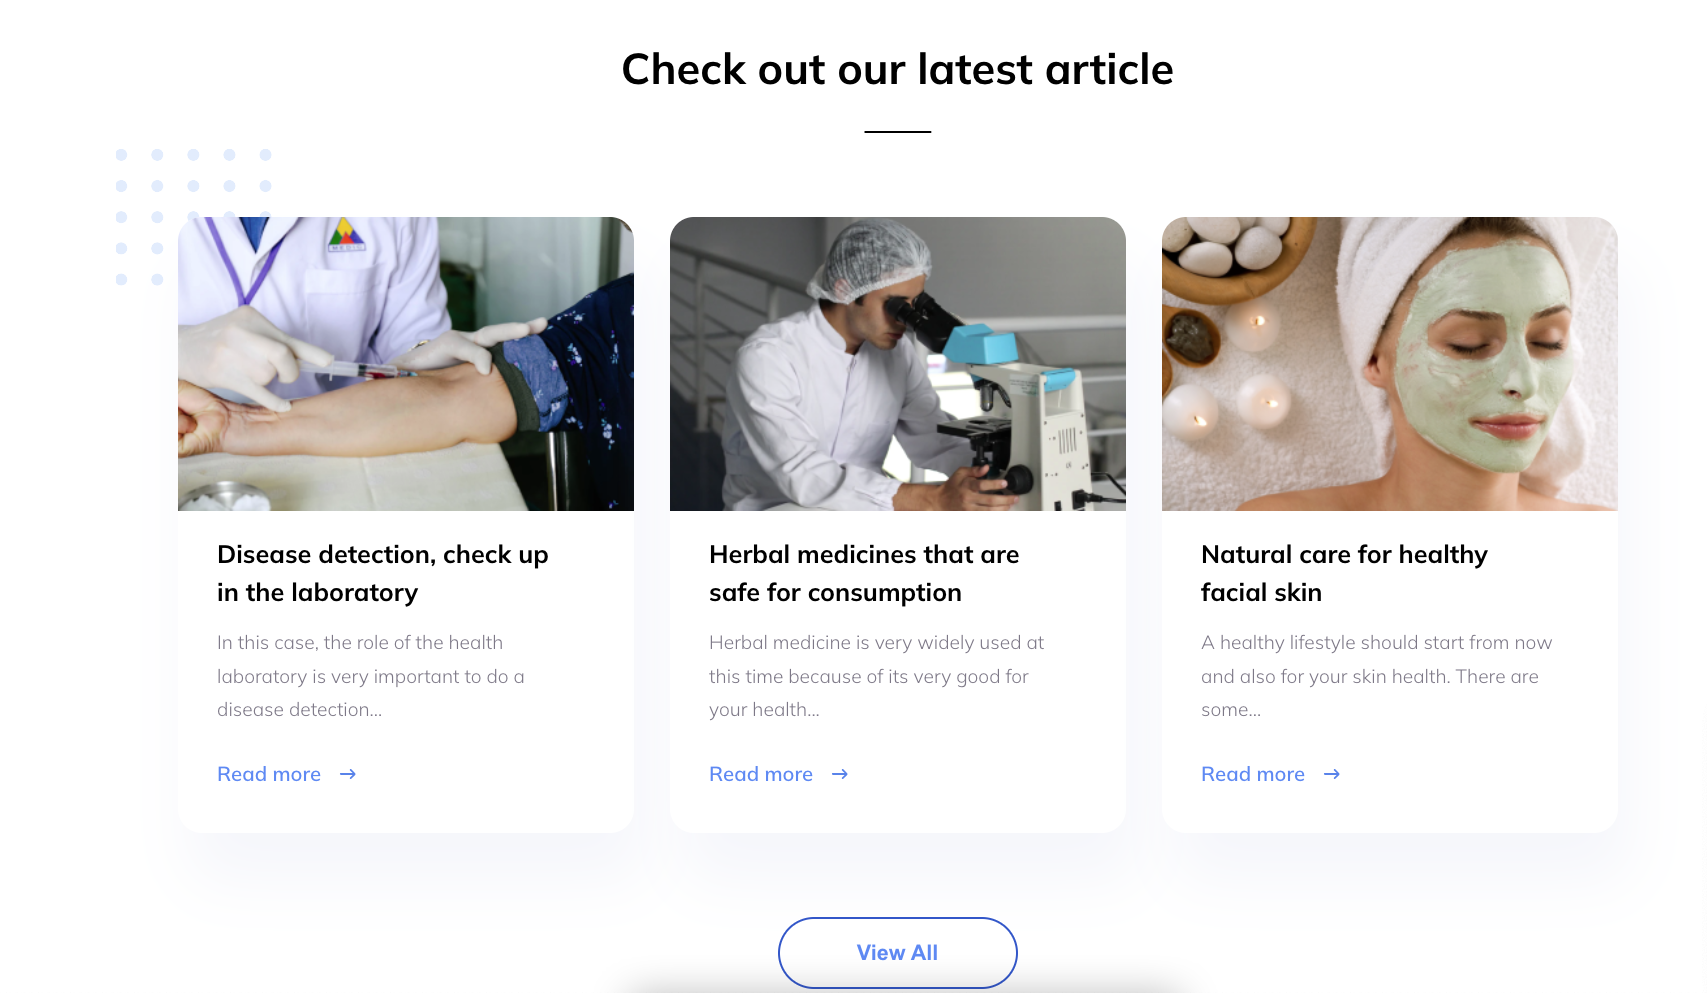 Check out our latest article
Disease detection, check up
in the laboratory
In this case, the role of the health
laboratory is very important to do a
disease detection...
Read more
Herbal medicines that are
safe for consumption
Herbal medicine is very widely used at
this time because of its very good for
your health...
Read more
Natural care for healthy
facial skin
A healthy lifestyle should start from now
and also for your skin health. There are
some...
Read more
View All